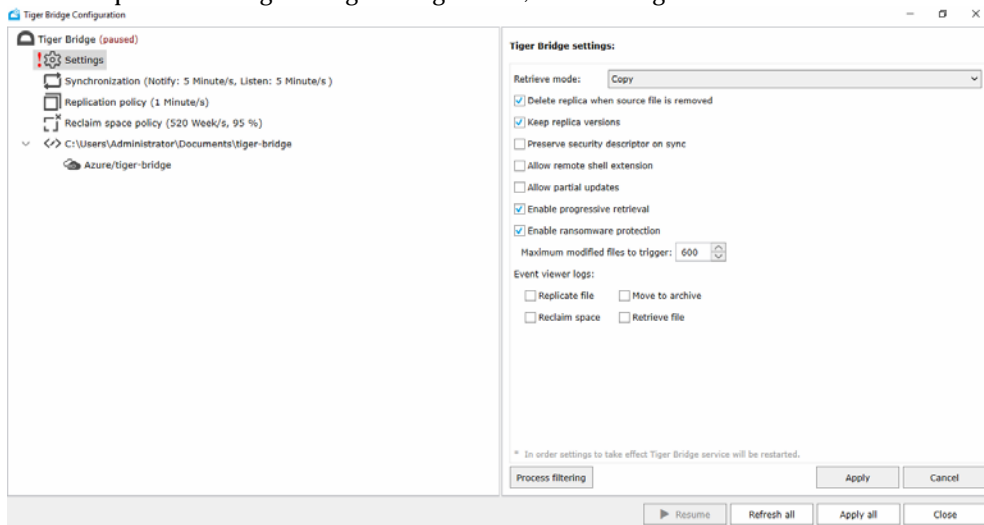 Tiger Bridge Configuration
Tiger Bridge (paused)
Settings
Synchronization (Notify: 5 Minute/s, Listen: 5 Minute/s )
Replication policy (1 Minute/s)
Reclaim space policy (520 Week/s, 95 %)
C:\Users\Administrator\Documents\tiger-bridge
Azure/tiger-bridge
Tiger Bridge settings:
Retrieve mode: Copy
Delete replica when source file is removed
Keep replica versions
Preserve security descriptor on sync
Allow remote shell extension
Allow partial updates
Enable progressive retrieval
Enable ransomware protection
Maximum modified files to trigger: 600
Event viewer logs:
Replicate file Move to archive
Reclaim space Retrieve file
* In order settings to take effect Tiger Bridge service will be restarted.
Process filtering Apply Cancel
Resume Refresh all Apply all Close